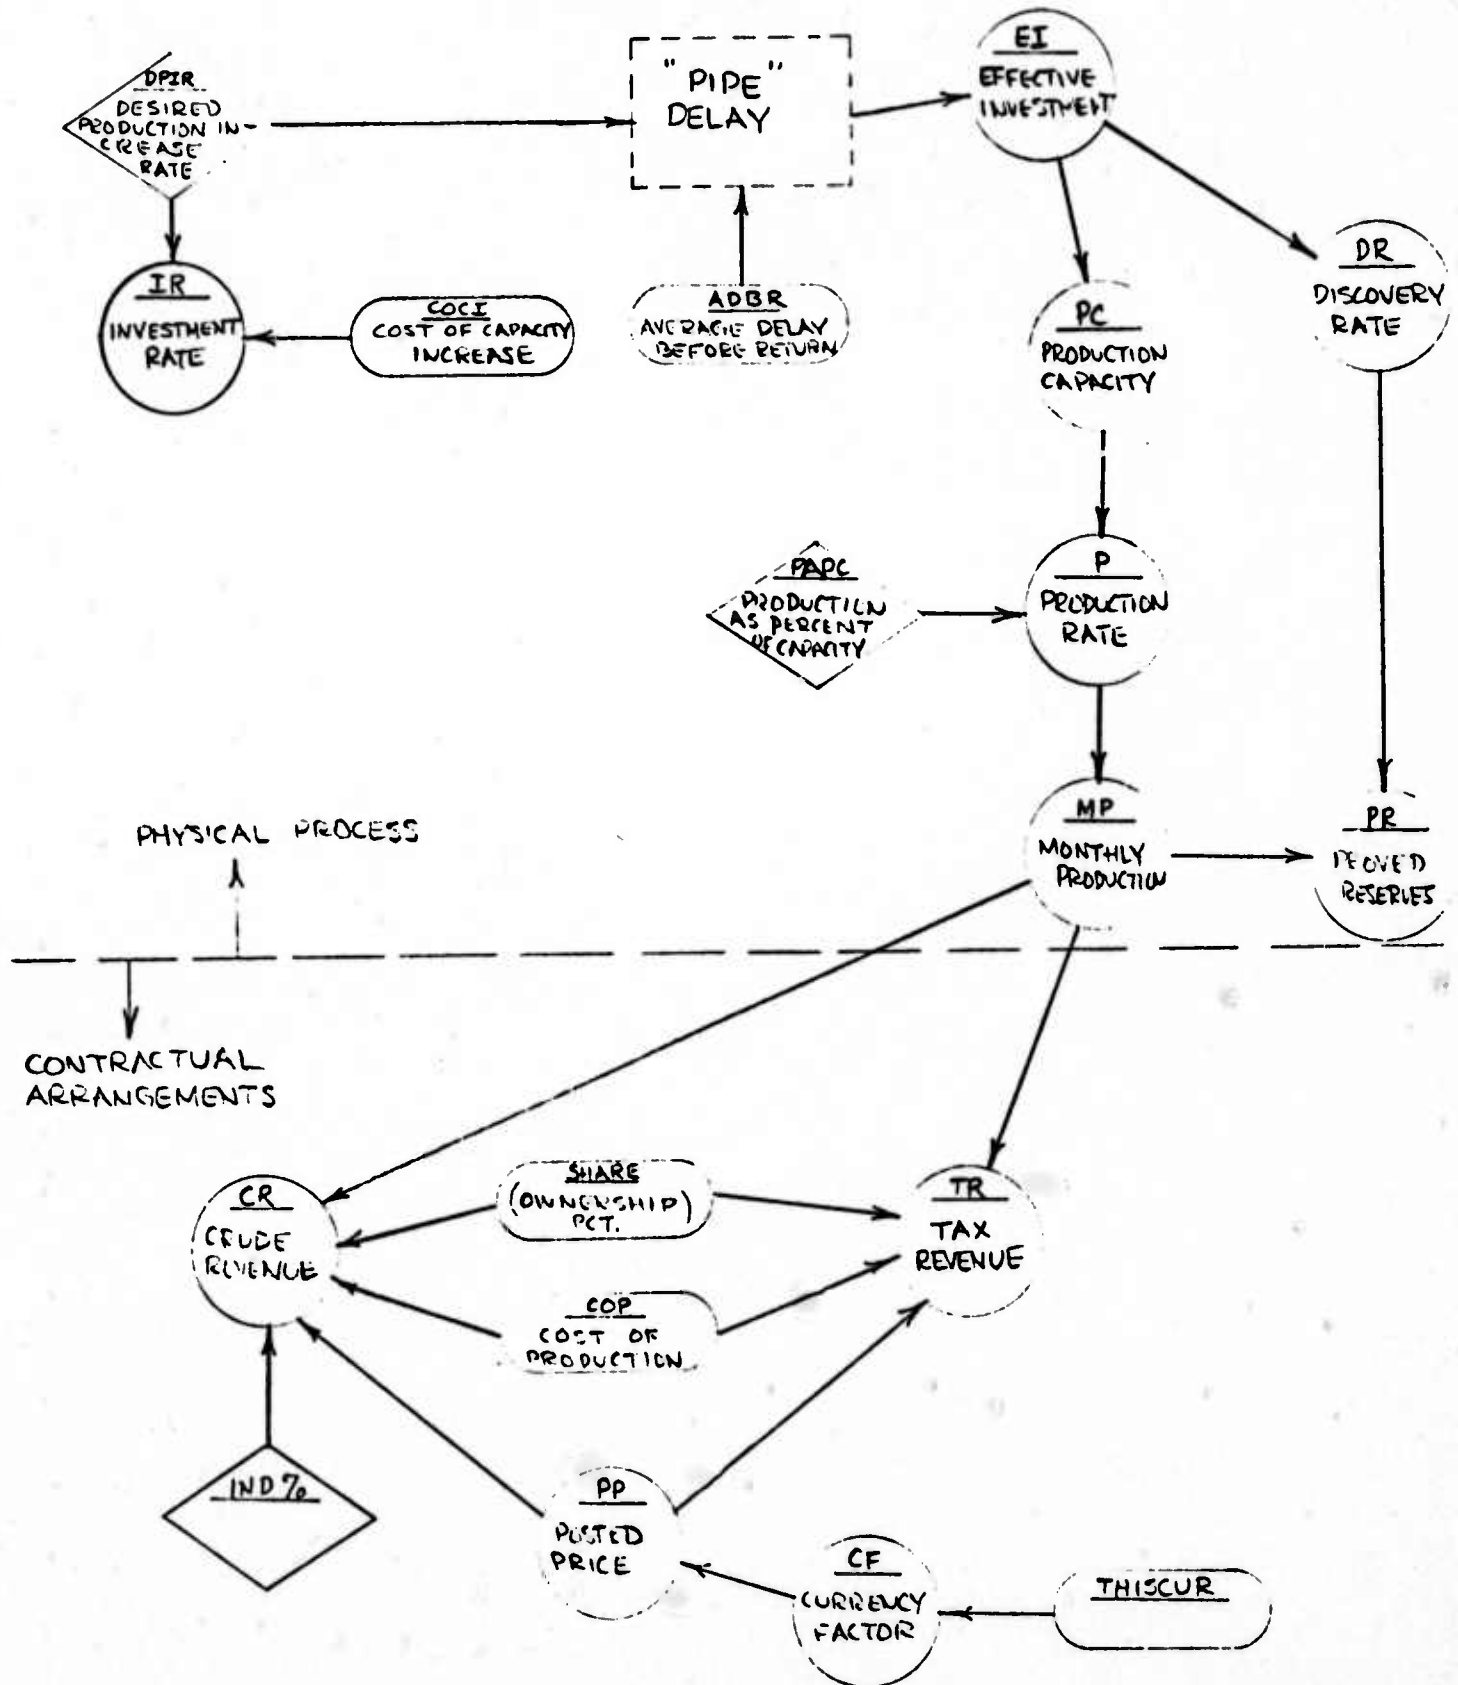 DPIR
DESIRED
PRODUCTION IN-
CREASE
RATE
"PIPE"
DELAY
EI
EFFECTIVE
INVESTMENT
IR
INVESTMENT
RATE
COCI
COST OF CAPACITY
INCREASE
ADBR
AVERAGE DELAY
BEFORE RETURN
PC
PRODUCTION
CAPACITY
DR
DISCOVERY
RATE
PAPC
PRODUCTION
AS PERCENT
OF CAPACITY
P
PRODUCTION
RATE
MP
MONTHLY
PRODUCTION
PR
PROVED
RESERVES
PHYSICAL PROCESS
CONTRACTUAL
ARRANGEMENTS
CR
CRUDE
REVENUE
SHARE
(OWNERSHIP)
PCT.
TR
TAX
REVENUE
COP
COST OF
PRODUCTION
IND %
PP
POSTED
PRICE
CF
CURRENCY
FACTOR
THISCUR